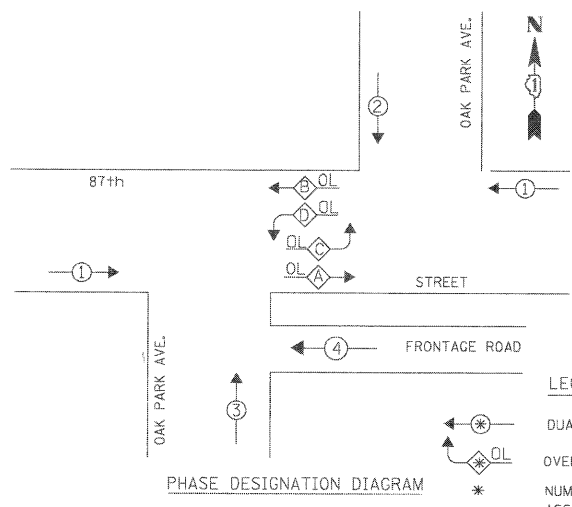 OAK PARK AVE.
N
1
2
87th
B OL
D OL
OL C
OL A
1
1
STREET
4
FRONTAGE ROAD
OAK PARK AVE.
3
PHASE DESIGNATION DIAGRAM
*
DUA
* OL
OVE
*
NUM